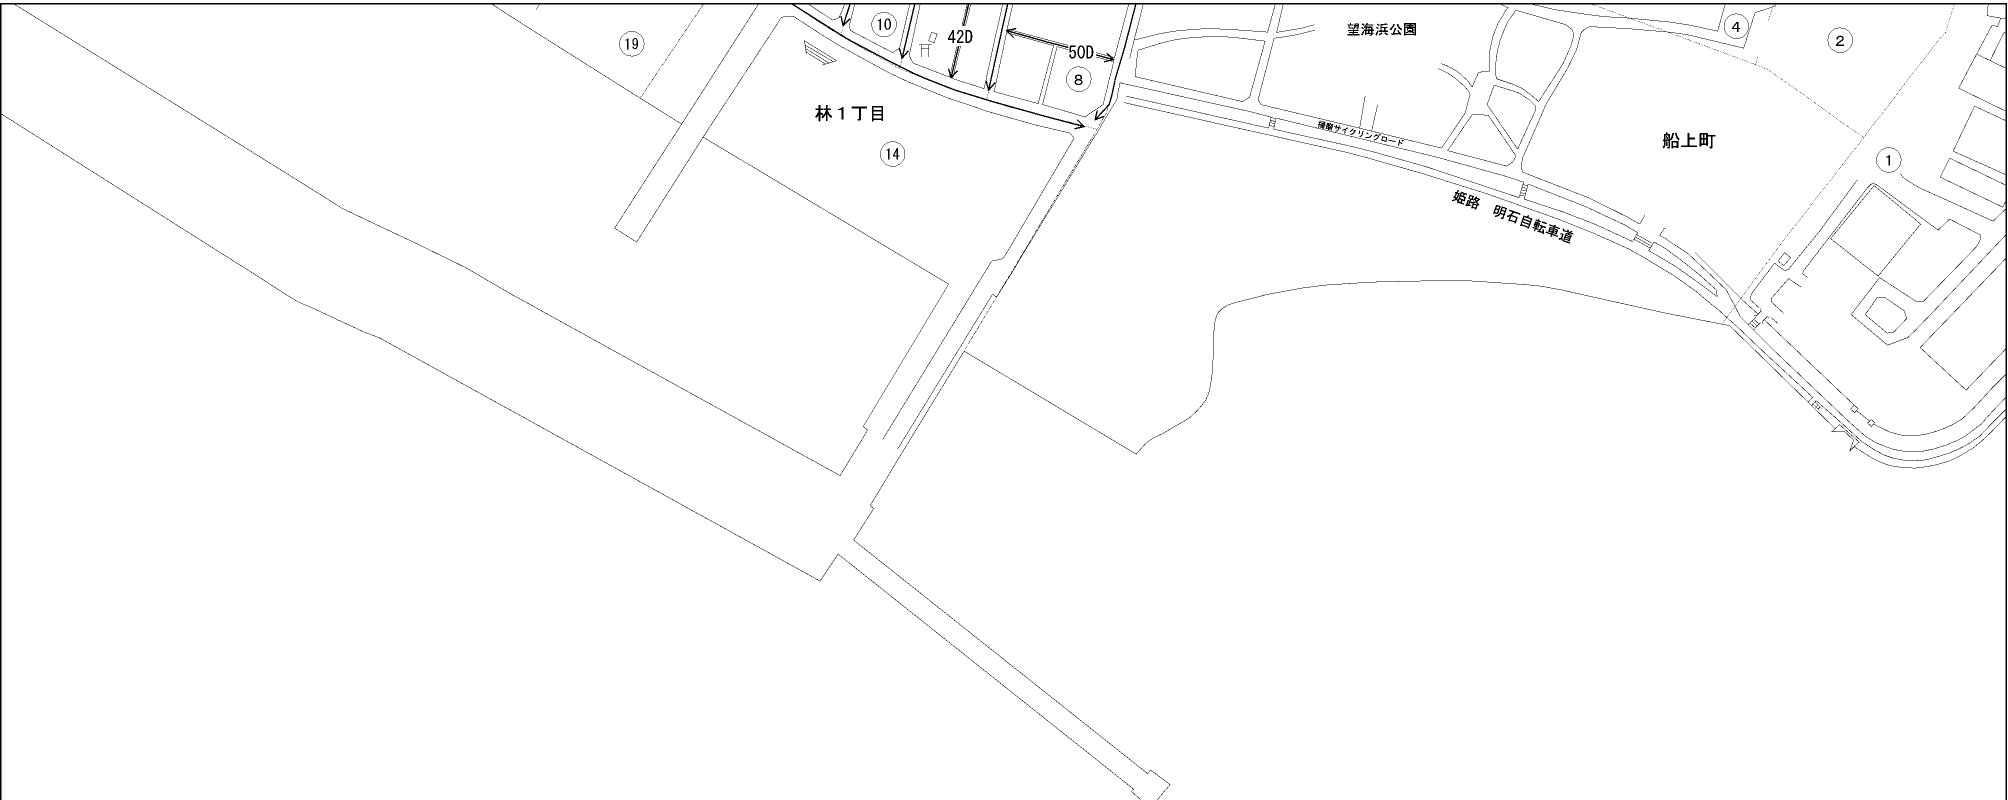 ⑩
④
②
⑲
42D
50D
望海浜公園
⑧
林1丁目
⑭
播磨サイクリングロード
船上町
①
姫路　明石自転車道